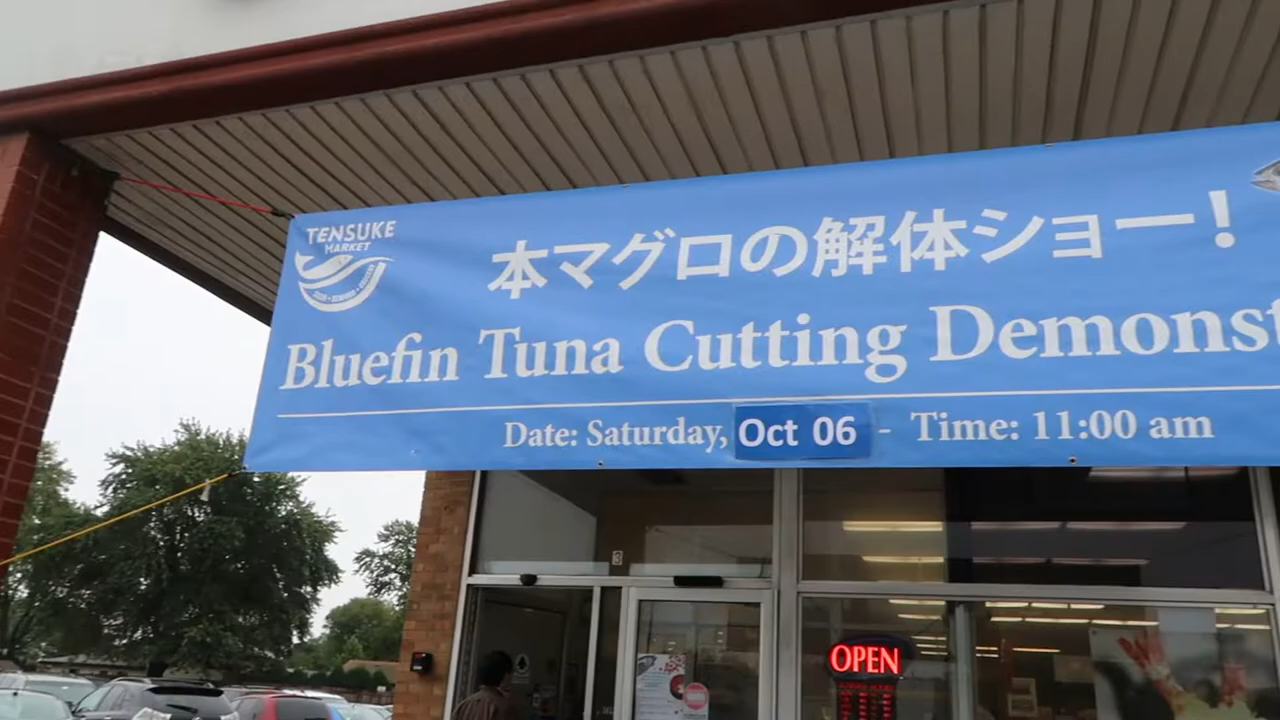 TENSUKE
MARKET
本マグロの解体ショー!
Bluefin Tuna Cutting Demonst
Date: Saturday, Oct 06 - Time: 11:00 am
3
OPEN